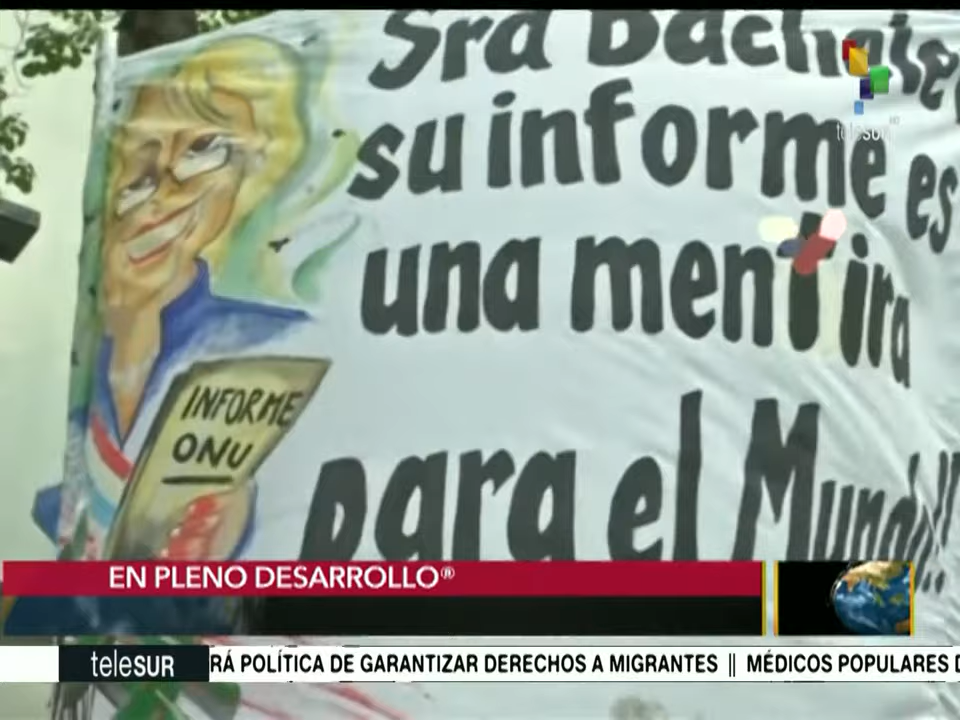 Sra Bachele
su informe es
una mentira
para el Mundo!!
INFORME
ONU
teleSUR
EN PLENO DESARROLLO®
teleSUR
RÁ POLÍTICA DE GARANTIZAR DERECHOS A MIGRANTES || MÉDICOS POPULARES D